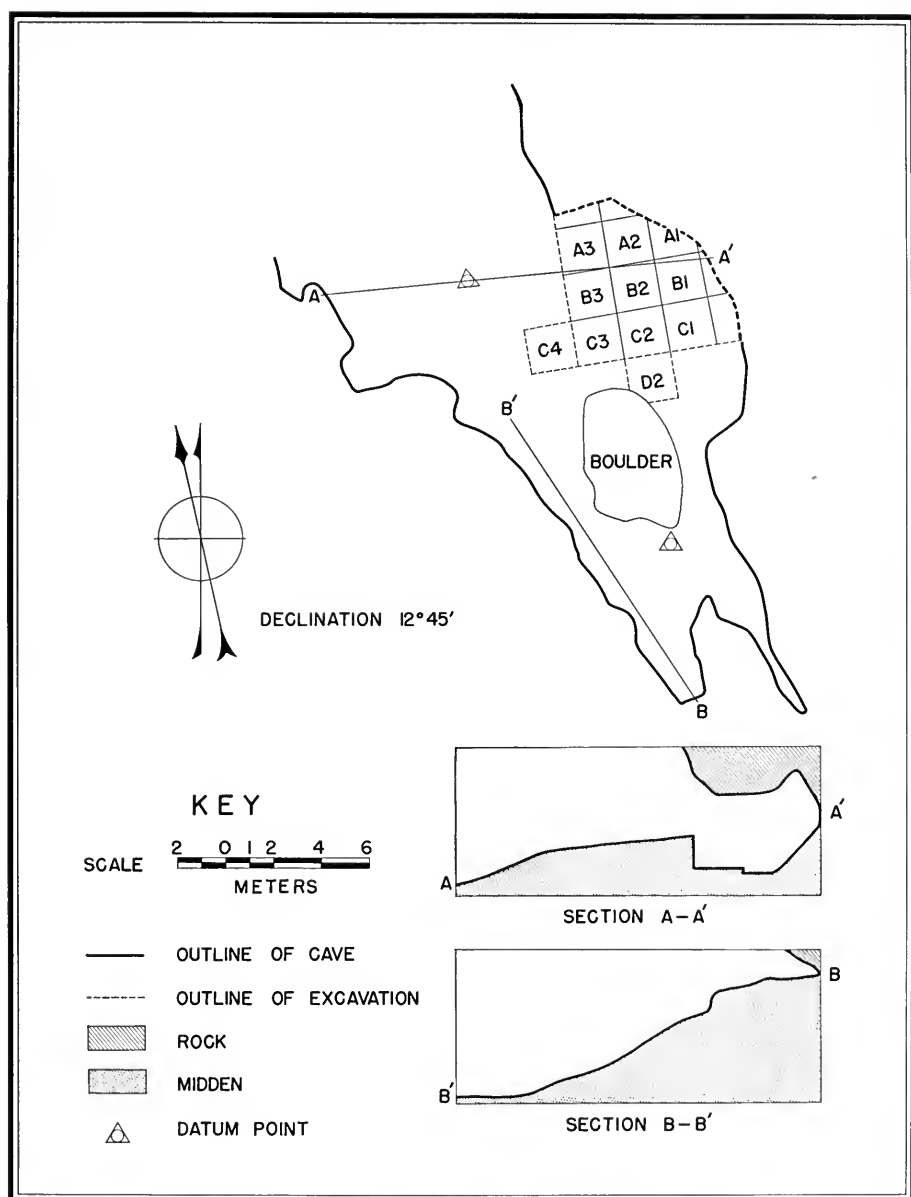 A3 A2 A1
A A'
B3 B2 B1
C4 C3 C2 C1
D2
B'
BOULDER
DECLINATION 12°45'
B
KEY
SCALE 2 0 1 2 4 6
METERS
OUTLINE OF CAVE
OUTLINE OF EXCAVATION
ROCK
MIDDEN
DATUM POINT
A A'
SECTION A-A'
B
B'
SECTION B-B'